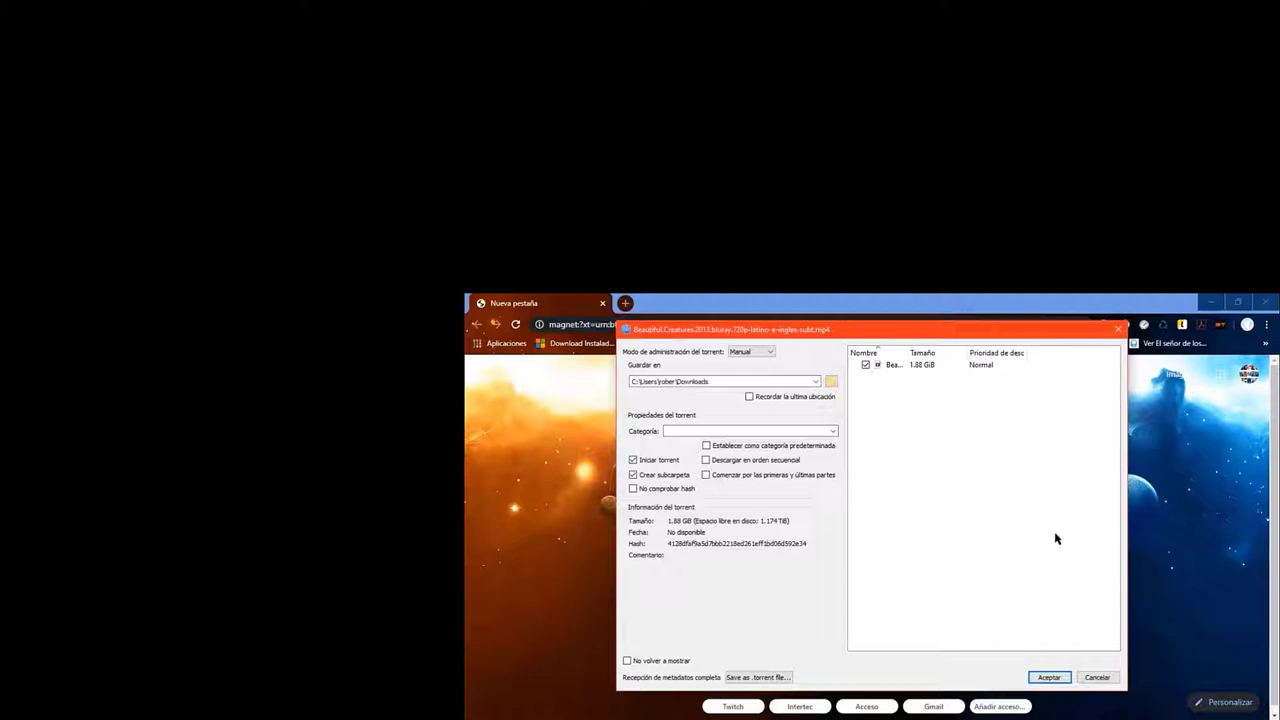 Nueva pestaña
magnet:?xt=urn:bt
Aplicaciones
Download Instalad...
Ver El señor de los...
»
Beautiful.Creatures.2013.bluray.720p-latino-e-ingles-subt.mp4
Modo de administración del torrent: Manual
Guardar en
C:\Users\rober\Downloads
Recordar la ultima ubicación
Propiedades del torrent
Categoría:
Establecer como categoría predeterminada
Iniciar torrent
Descargar en orden secuencial
Crear subcarpeta
Comenzar por las primeras y últimas partes
No comprobar hash
Información del torrent
Tamaño: 1.88 GiB (Espacio libre en disco: 1.174 TiB)
Fecha: No disponible
Hash: 4128dfaf9a5d7bbb2218ed261eff1bd06d592e34
Comentario:
No volver a mostrar
Recepción de metadatos completa
Save as .torrent file...
Nombre Tamaño Prioridad de desc
Bea... 1.88 GiB Normal
Aceptar
Cancelar
Twitch
Intertec
Acceso
Gmail
Añadir acceso...
Personalizar